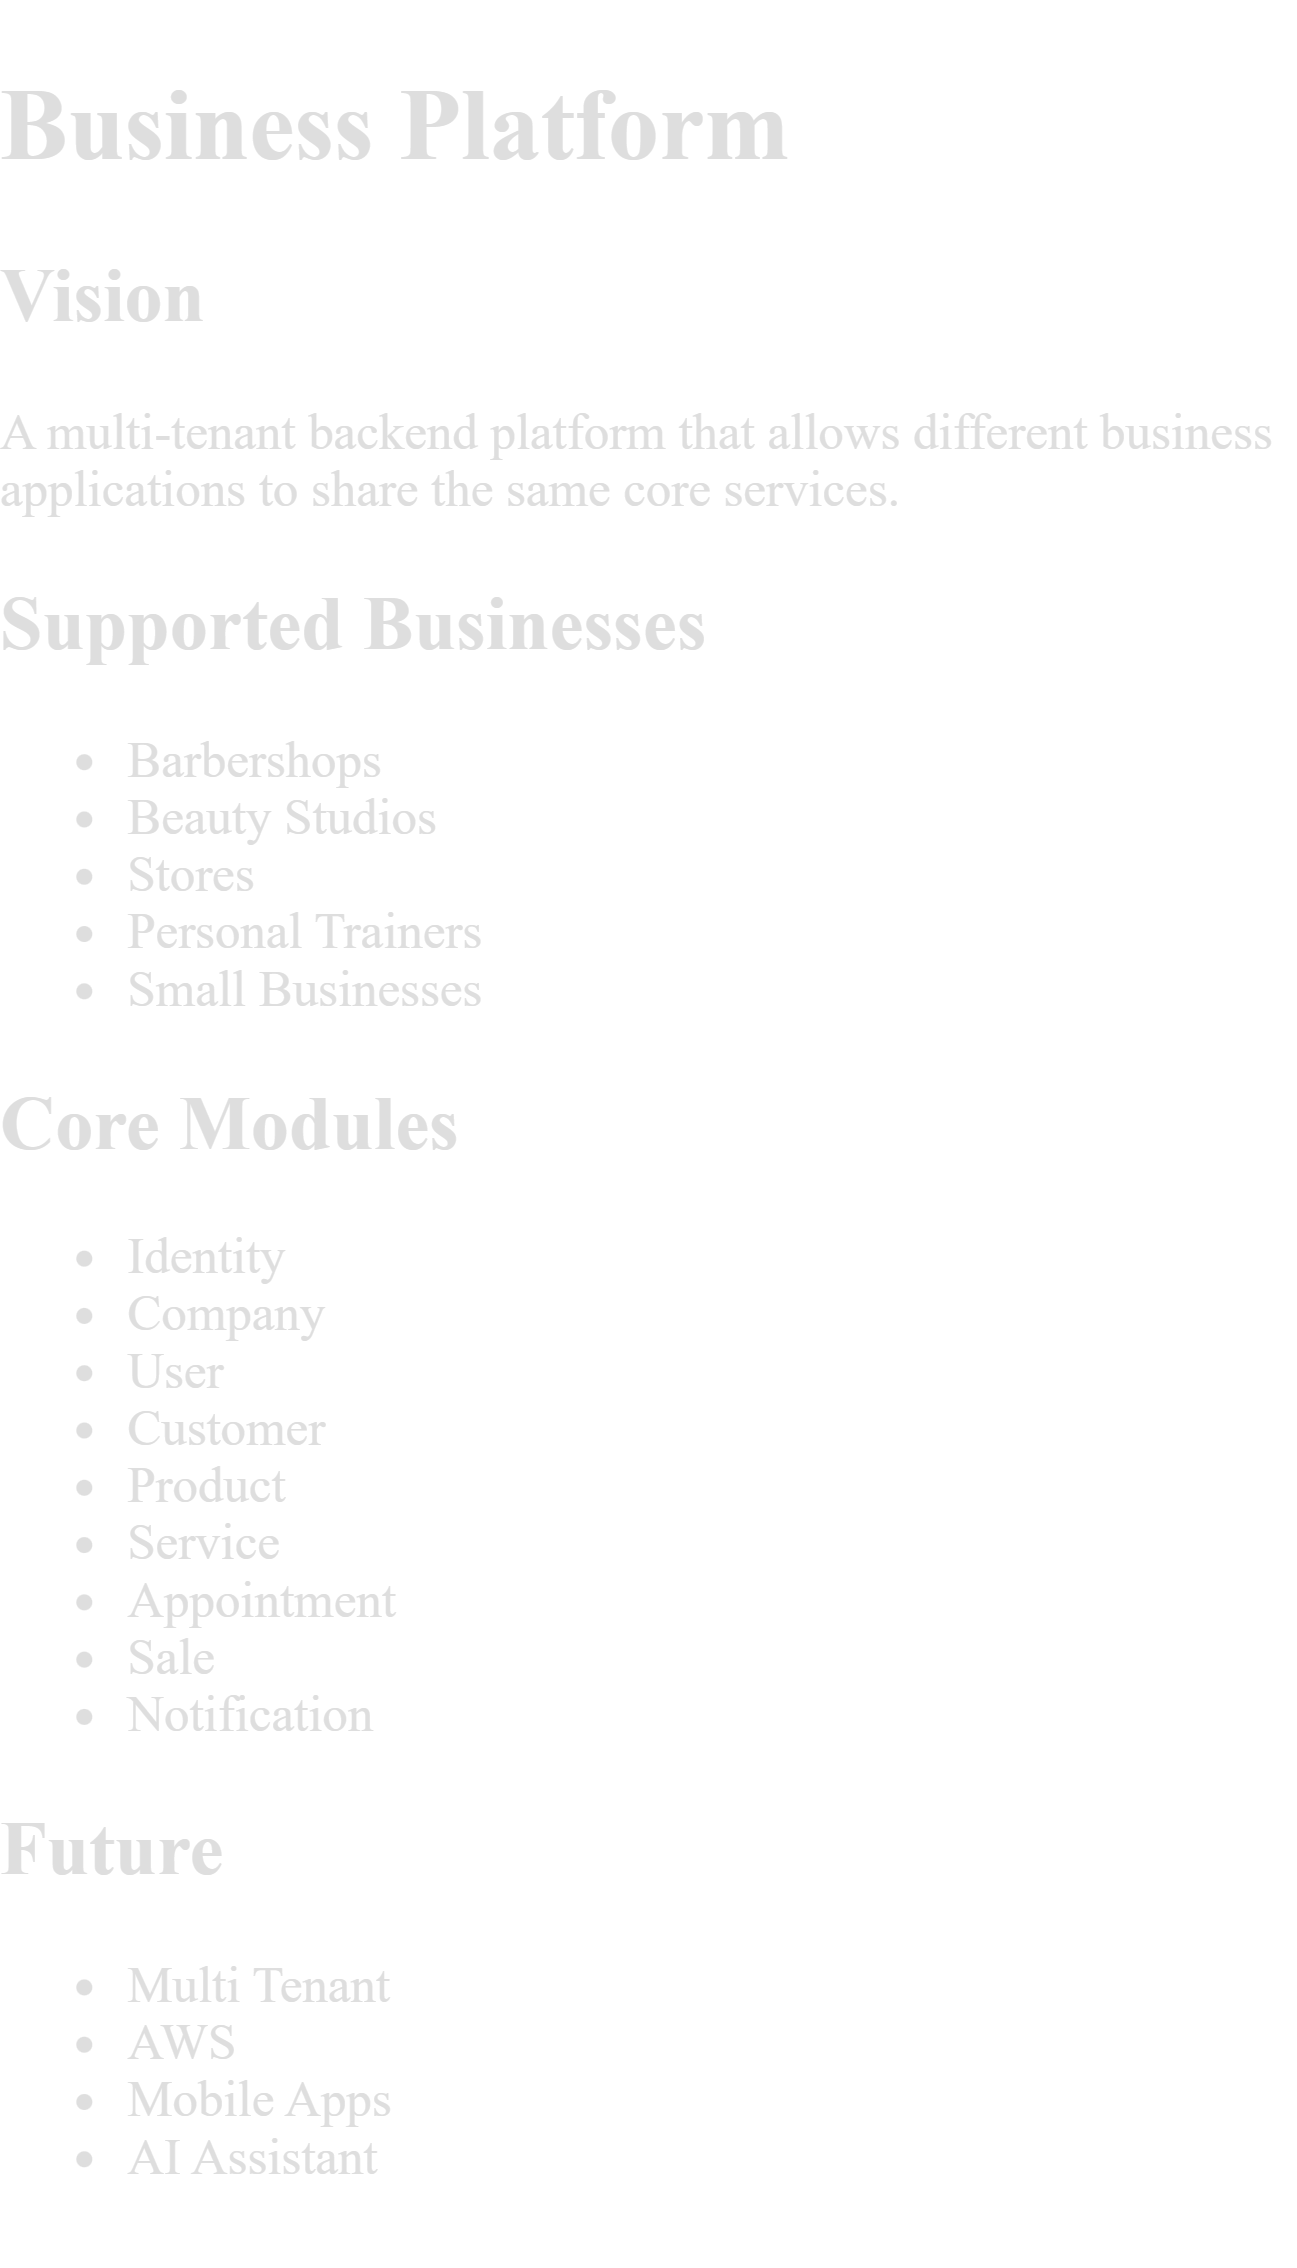 Business Platform
Vision
A multi-tenant backend platform that allows different business
applications to share the same core services.
Supported Businesses
• Barbershops
• Beauty Studios
• Stores
• Personal Trainers
• Small Businesses
Core Modules
• Identity
• Company
• User
• Customer
• Product
• Service
• Appointment
• Sale
• Notification
Future
• Multi Tenant
• AWS
• Mobile Apps
• AI Assistant